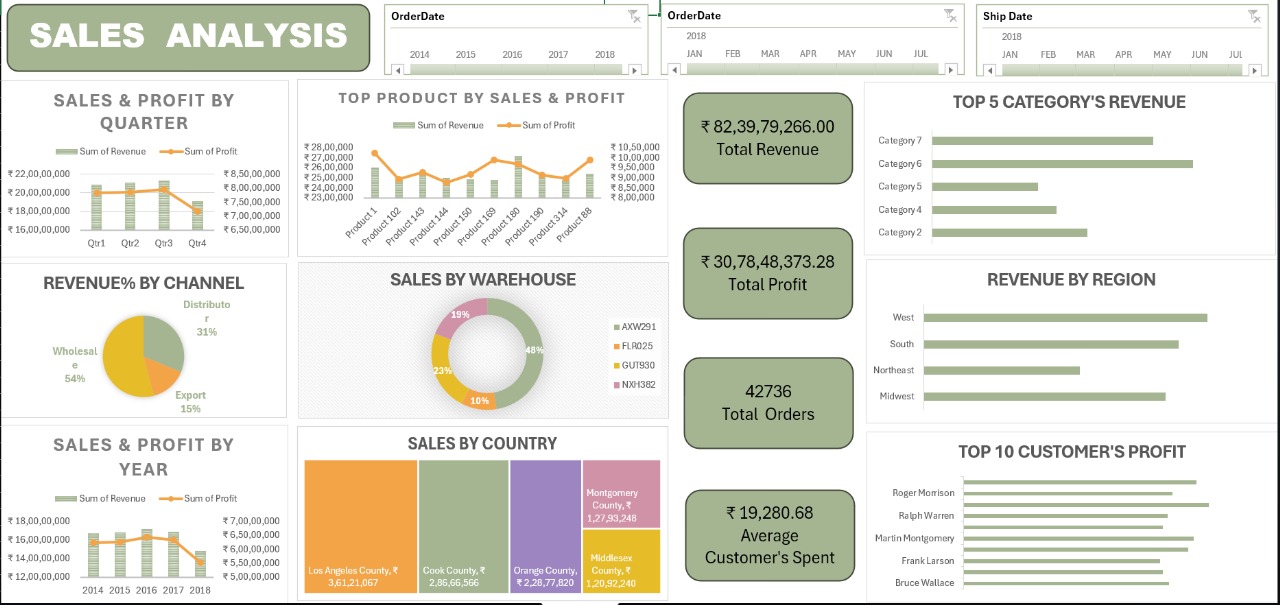 SALES ANALYSIS
OrderDate
2014 2015 2016 2017 2018
OrderDate
2018
JAN FEB MAR APR MAY JUN JUL
Ship Date
2018
JAN FEB MAR APR MAY JUN JUL
SALES & PROFIT BY
QUARTER
Sum of Revenue Sum of Profit
₹ 22,00,00,000
₹ 20,00,00,000
₹ 18,00,00,000
₹ 16,00,00,000
₹ 8,50,00,000
₹ 8,00,00,000
₹ 7,50,00,000
₹ 7,00,00,000
₹ 6,50,00,000
Qtr1 Qtr2 Qtr3 Qtr4
TOP PRODUCT BY SALES & PROFIT
Sum of Revenue Sum of Profit
₹ 28,00,000
₹ 27,00,000
₹ 26,00,000
₹ 25,00,000
₹ 24,00,000
₹ 23,00,000
₹ 10,50,000
₹ 10,00,000
₹ 9,50,000
₹ 9,00,000
₹ 8,50,000
₹ 8,00,000
Product 1 Product 102 Product 143 Product 144 Product 150 Product 169 Product 180 Product 190 Product 314 Product 88
₹ 82,39,79,266.00
Total Revenue
₹ 30,78,48,373.28
Total Profit
42736
Total Orders
₹ 19,280.68
Average
Customer's Spent
TOP 5 CATEGORY'S REVENUE
Category 7
Category 6
Category 5
Category 4
Category 2
REVENUE% BY CHANNEL
Distributo
r
31%
Wholesal
e
54%
Export
15%
SALES BY WAREHOUSE
19%
48%
23%
10%
AXW291
FLR025
GUT930
NXH382
REVENUE BY REGION
West
South
Northeast
Midwest
SALES & PROFIT BY
YEAR
Sum of Revenue Sum of Profit
₹ 18,00,00,000
₹ 16,00,00,000
₹ 14,00,00,000
₹ 12,00,00,000
₹ 7,00,00,000
₹ 6,50,00,000
₹ 6,00,00,000
₹ 5,50,00,000
₹ 5,00,00,000
2014 2015 2016 2017 2018
SALES BY COUNTRY
Los Angeles County, ₹
3,61,21,067
Cook County, ₹
2,86,66,566
Orange County,
₹ 2,28,77,820
Montgomery
County, ₹
1,27,93,248
Middlesex
County, ₹
1,20,92,240
TOP 10 CUSTOMER'S PROFIT
Roger Morrison
Ralph Warren
Martin Montgomery
Frank Larson
Bruce Wallace